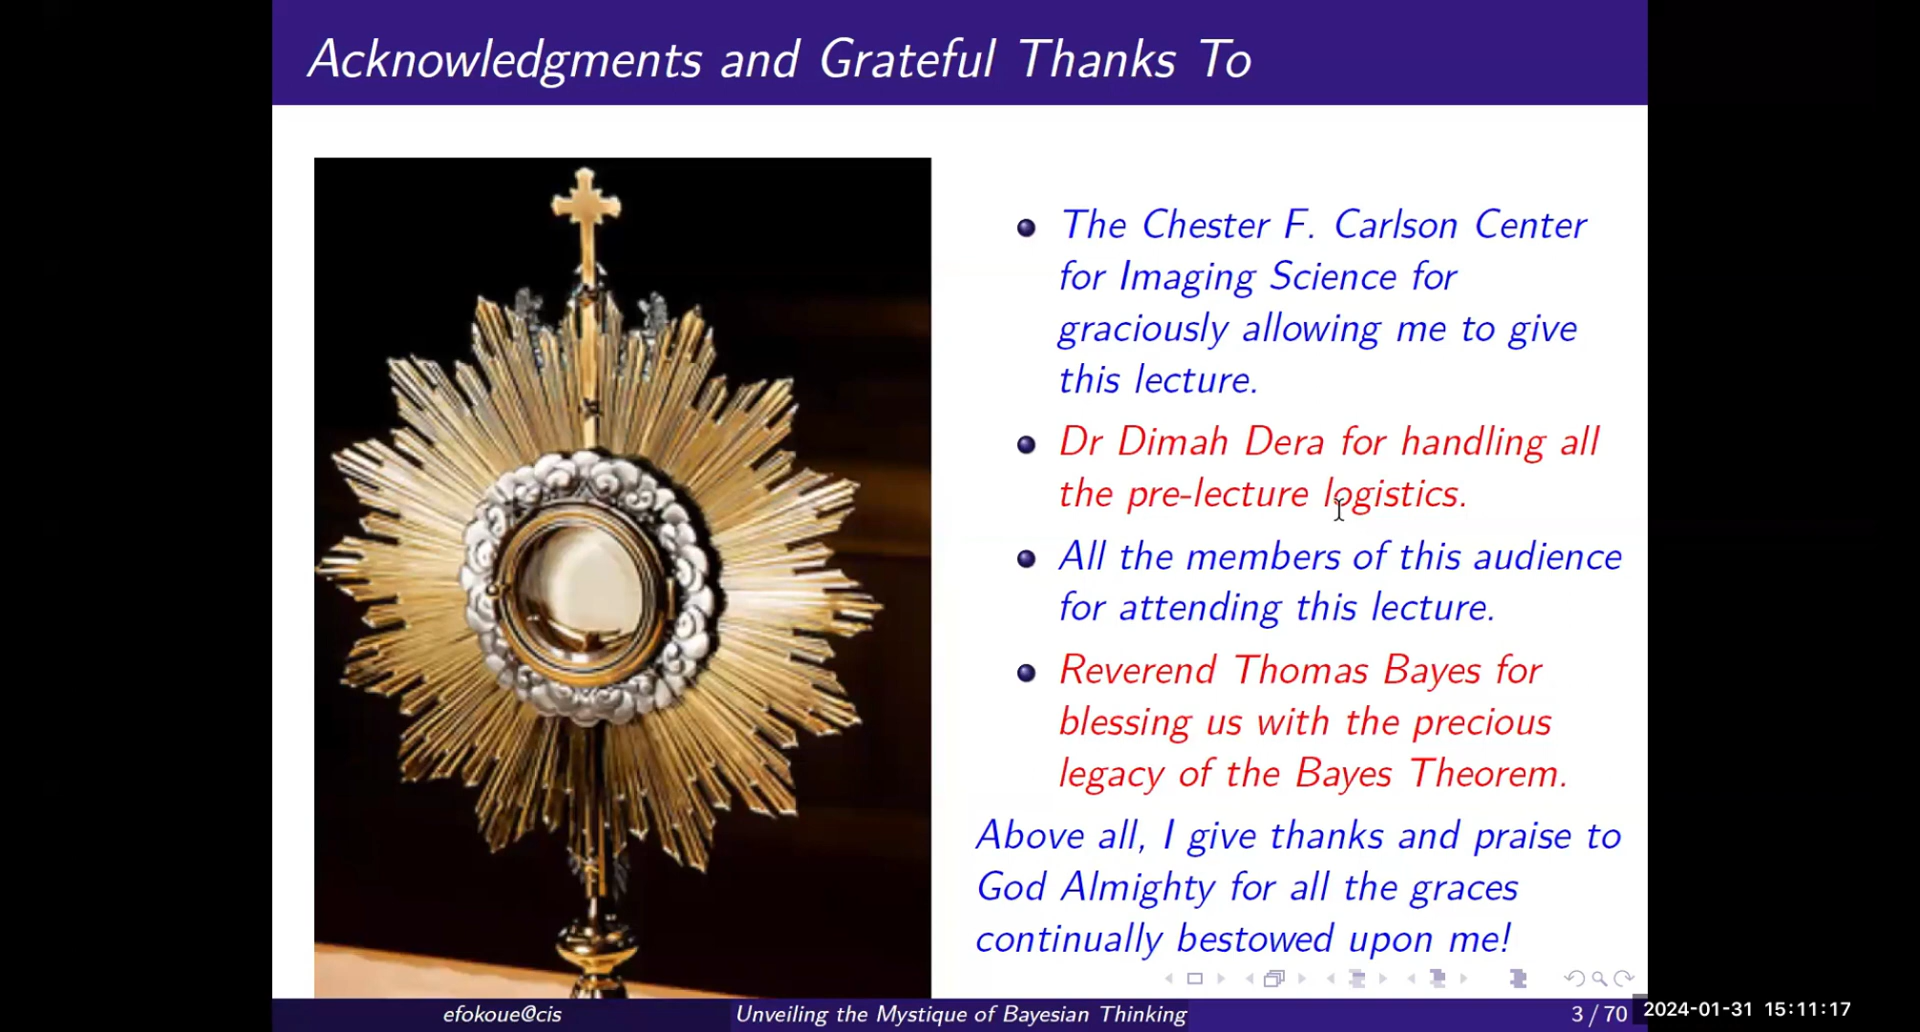 Acknowledgments and Grateful Thanks To
The Chester F. Carlson Center
for Imaging Science for
graciously allowing me to give
this lecture.
Dr Dimah Dera for handling all
the pre-lecture logistics.
All the members of this audience
for attending this lecture.
Reverend Thomas Bayes for
blessing us with the precious
legacy of the Bayes Theorem.
Above all, I give thanks and praise to
God Almighty for all the graces
continually bestowed upon me!
efokoue@cis Unveiling the Mystique of Bayesian Thinking 3 / 70
2024-01-31 15:11:17